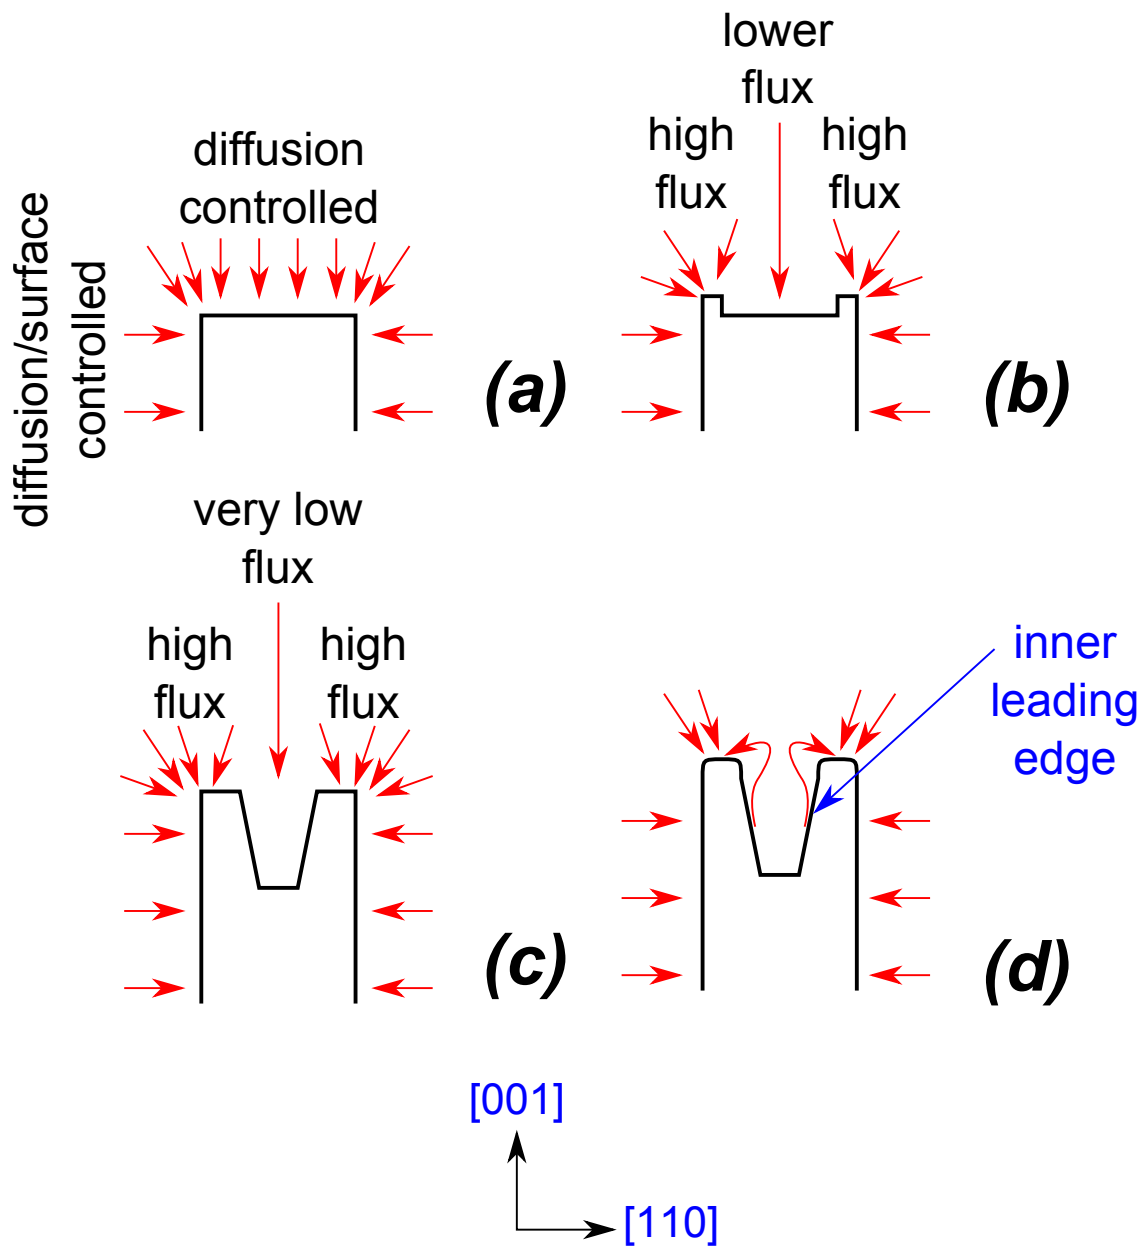 diffusion
controlled
diffusion/surface
controlled
(a)
lower
flux
high
flux
high
flux
(b)
very low
flux
high
flux
high
flux
(c)
inner
leading
edge
(d)
[001]
[110]